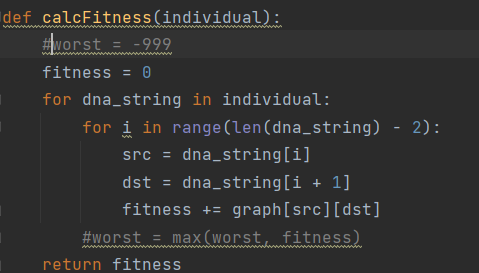 def calcFitness(individual):
    #worst = -999
    fitness = 0
    for dna_string in individual:
        for i in range(len(dna_string) - 2):
            src = dna_string[i]
            dst = dna_string[i + 1]
            fitness += graph[src][dst]
        #worst = max(worst, fitness)
    return fitness